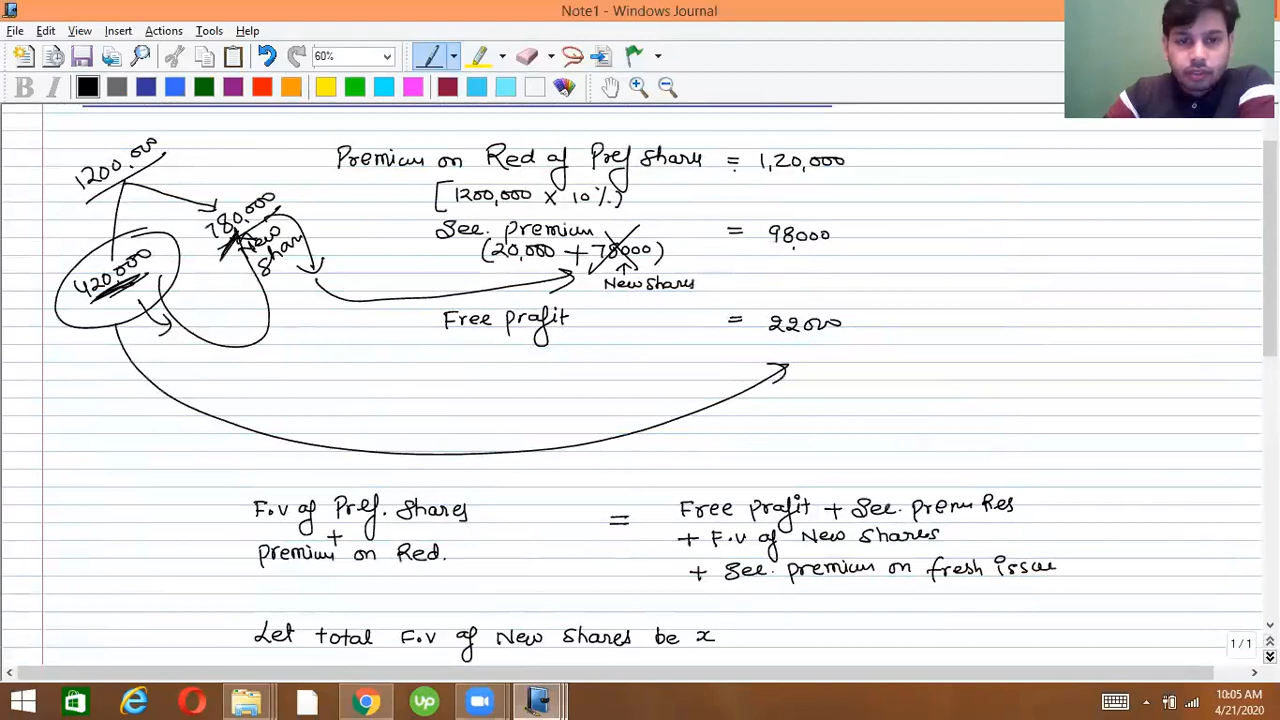 Note1 - Windows Journal
File Edit View Insert Actions Tools Help
60%
1200.000
780.000
New
Share
420.000
Premium on Red of Pref Share = 1,20,000
[1200,000 x 10%)
Sec. premium = 98000
(20,000 + 78000)
New shares
Free profit = 22000
F.v of Pref. Shares = Free profit + Sec. prem Res
+
+ F.v of New Shares
premium on Red.
+ Sec. premium on fresh issue
Let total F.v of New Shares be x
1/1
10:05 AM
4/21/2020